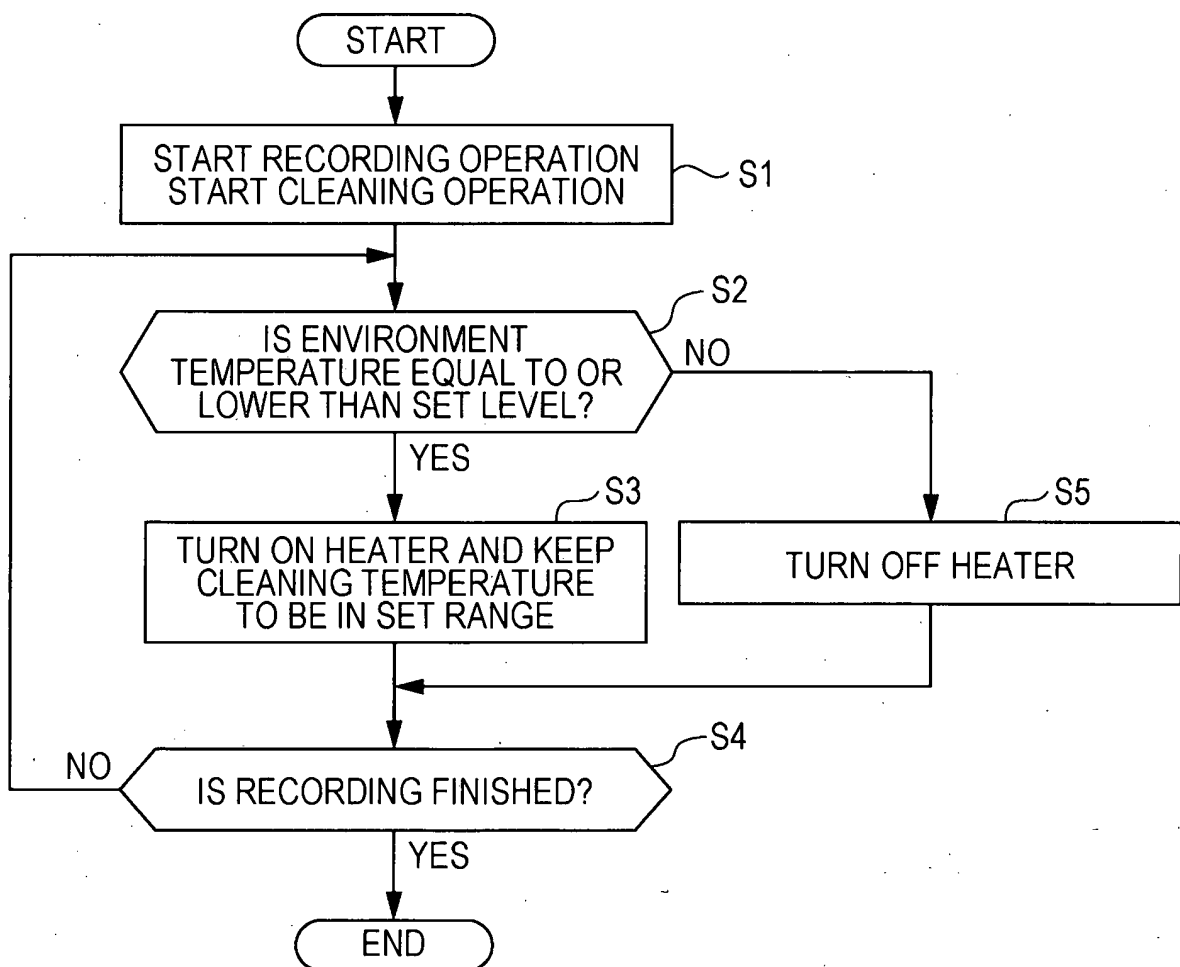 START
START RECORDING OPERATION
START CLEANING OPERATION
S1
S2
IS ENVIRONMENT
TEMPERATURE EQUAL TO OR
LOWER THAN SET LEVEL?
NO
YES
S3
TURN ON HEATER AND KEEP
CLEANING TEMPERATURE
TO BE IN SET RANGE
S5
TURN OFF HEATER
S4
NO
IS RECORDING FINISHED?
YES
END